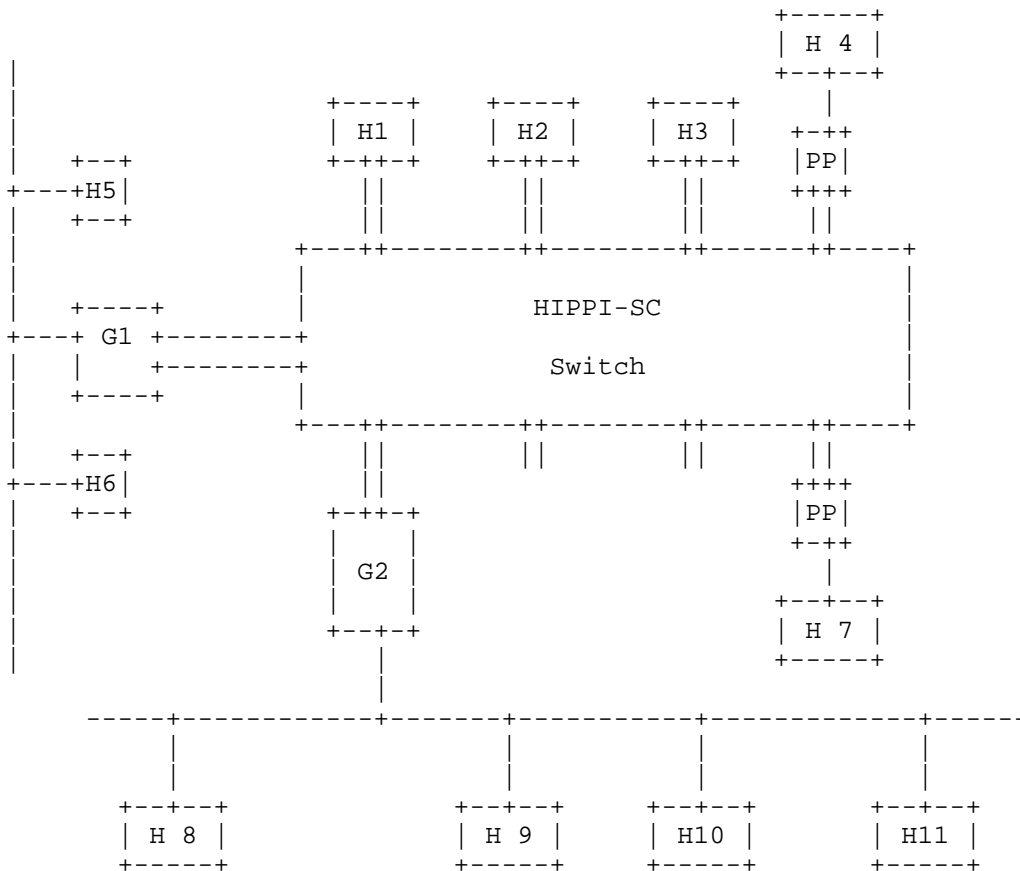 H 4
H1 H2 H3
PP
H5
HIPPI-SC
G1
Switch
H6
PP
G2
H 7
H 8 H 9 H10 H11